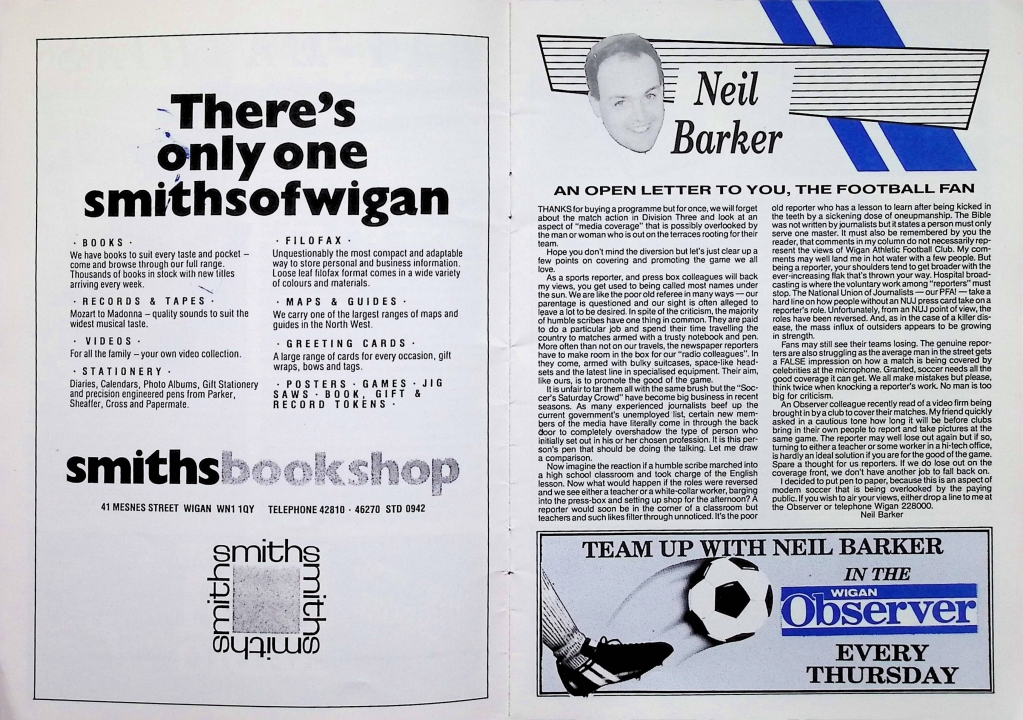 There's
only one
smithsofwigan
· BOOKS ·
We have books to suit every taste and pocket –
come and browse through our full range.
Thousands of books in stock with new titles
arriving every week.
· RECORDS & TAPES ·
Mozart to Madonna – quality sounds to suit the
widest musical taste.
· VIDEOS ·
For all the family – your own video collection.
· STATIONERY ·
Diaries, Calendars, Photo Albums, Gift Stationery
and precision engineered pens from Parker,
Sheaffer, Cross and Papermate.
· FILOFAX ·
Unquestionably the most compact and adaptable
way to store personal and business information.
Loose leaf filofax format comes in a wide variety
of colours and materials.
· MAPS & GUIDES ·
We carry one of the largest ranges of maps and
guides in the North West.
· GREETING CARDS ·
A large range of cards for every occasion, gift
wraps, bows and tags.
· POSTERS · GAMES · JIG
SAWS · BOOK, GIFT &
RECORD TOKENS ·
smithsbookshop
41 MESNES STREET WIGAN WN1 1QY TELEPHONE 42810 · 46270 STD 0942
smiths
smiths
smiths
smiths
Neil
Barker
AN OPEN LETTER TO YOU, THE FOOTBALL FAN
THANKS for buying a programme but for once, we will forget
about the match action in Division Three and look at an
aspect of "media coverage" that is possibly overlooked by
the man or woman who is out on the terraces rooting for their
team.
Hope you don't mind the diversion but let's just clear up a
few points on covering and promoting the game we all
love.
As a sports reporter, and press box colleagues will back
my views, you get used to being called most names under
the sun. We are like the poor old referee in many ways — our
parentage is questioned and our sight is often alleged to
leave a lot to be desired. In spite of the criticism, the majority
of humble scribes have one thing in common. They are paid
to do a particular job and spend their time travelling the
country to matches armed with a trusty notebook and pen.
More often than not on our travels, the newspaper reporters
have to make room in the box for our "radio colleagues". In
they come, armed with bulky suitcases, space-like head-
sets and the latest line in specialised equipment. Their aim,
like ours, is to promote the good of the game.
It is unfair to tar them all with the same brush but the "Soc-
cer's Saturday Crowd" have become big business in recent
seasons. As many experienced journalists beef up the
current government's unemployed list, certain new mem-
bers of the media have literally come in through the back
door to completely overshadow the type of person who
initially set out in his or her chosen profession. It is this per-
son's pen that should be doing the talking. Let me draw
a comparison.
Now imagine the reaction if a humble scribe marched into
a high school classroom and took charge of the English
lesson. Now what would happen if the roles were reversed
and we see either a teacher or a white-collar worker, barging
into the press-box and setting up shop for the afternoon? A
reporter would soon be in the corner of a classroom but
teachers and such likes filter through unnoticed. It's the poor
old reporter who has a lesson to learn after being kicked in
the teeth by a sickening dose of oneupmanship. The Bible
was not written by journalists but it states a person must only
serve one master. It must also be remembered by you the
reader, that comments in my column do not necessarily rep-
resent the views of Wigan Athletic Football Club. My com-
ments may well land me in hot water with a few people. But
being a reporter, your shoulders tend to get broader with the
ever-increasing flak that's thrown your way. Hospital broad-
casting is where the voluntary work among "reporters" must
stop. The National Union of Journalists — our PFA! — take a
hard line on how people without an NUJ press card take on a
reporter's role. Unfortunately, from an NUJ point of view, the
roles have been reversed. And, as in the case of a killer dis-
ease, the mass influx of outsiders appears to be growing
in strength.
Fans may still see their teams losing. The genuine repor-
ters are also struggling as the average man in the street gets
a FALSE impression on how a match is being covered by
celebrities at the microphone. Granted, soccer needs all the
good coverage it can get. We all make mistakes but please,
think twice when knocking a reporter's work. No man is too
big for criticism.
An Observer colleague recently read of a video firm being
brought in by a club to cover their matches. My friend quickly
asked in a cautious tone how long it will be before clubs
bring in their own people to report and take pictures at the
same game. The reporter may well lose out again but if so,
turning to either a teacher or some worker in a hi-tech office,
is hardly an ideal solution if you are for the good of the game.
Spare a thought for us reporters. If we do lose out on the
coverage front, we don't have another job to fall back on.
I decided to put pen to paper, because this is an aspect of
modern soccer that is being overlooked by the paying
public. If you wish to air your views, either drop a line to me at
the Observer or telephone Wigan 228000.
Neil Barker
TEAM UP WITH NEIL BARKER
IN THE
WIGAN
Observer
EVERY
THURSDAY